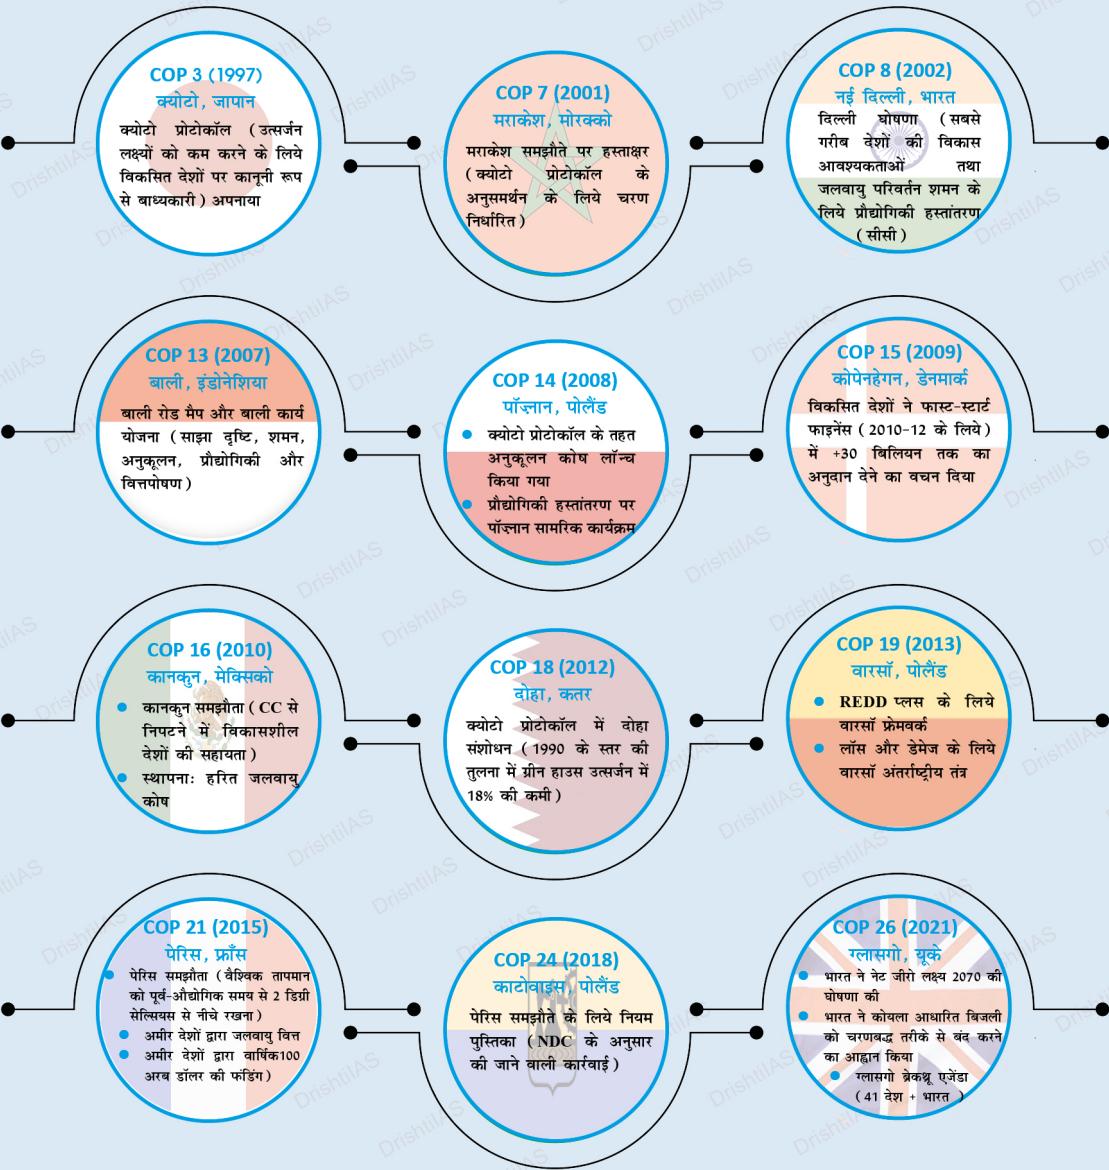 COP 3 (1997)
क्योटो, जापान
क्योटो प्रोटोकॉल (उत्सर्जन
लक्ष्यों को कम करने के लिये
विकसित देशों पर कानूनी रूप
से बाध्यकारी) अपनाया
COP 7 (2001)
मराकेश, मोरक्को
मराकेश समझौते पर हस्ताक्षर
(क्योटो प्रोटोकॉल के
अनुसमर्थन के लिये चरण
निर्धारित)
COP 8 (2002)
नई दिल्ली, भारत
दिल्ली घोषणा (सबसे
गरीब देशों की विकास
आवश्यकताओं तथा
जलवायु परिवर्तन शमन के
लिये प्रौद्योगिकी हस्तांतरण
(सीसी)
COP 13 (2007)
बाली, इंडोनेशिया
बाली रोड मैप और बाली कार्य
योजना (साझा दृष्टि, शमन,
अनुकूलन, प्रौद्योगिकी और
वित्तपोषण)
COP 14 (2008)
पॉज़्नान, पोलैंड
• क्योटो प्रोटोकॉल के तहत
अनुकूलन कोष लॉन्च
किया गया
• प्रौद्योगिकी हस्तांतरण पर
पॉज़्नान सामरिक कार्यक्रम
COP 15 (2009)
कोपेनहेगन, डेनमार्क
विकसित देशों ने फास्ट-स्टार्ट
फाइनेंस (2010-12 के लिये)
में +30 बिलियन तक का
अनुदान देने का वचन दिया
COP 16 (2010)
कानकुन, मेक्सिको
• कानकुन समझौता (CC से
निपटने में विकासशील
देशों की सहायता)
• स्थापनाः हरित जलवायु
कोष
COP 18 (2012)
दोहा, कतर
क्योटो प्रोटोकॉल में दोहा
संशोधन (1990 के स्तर की
तुलना में ग्रीन हाउस उत्सर्जन में
18% की कमी)
COP 19 (2013)
वारसॉ, पोलैंड
• REDD प्लस के लिये
वारसॉ फ्रेमवर्क
• लॉस और डेमेज के लिये
वारसॉ अंतर्राष्ट्रीय तंत्र
COP 21 (2015)
पेरिस, फ्राँस
• पेरिस समझौता (वैश्विक तापमान
को पूर्व-औद्योगिक समय से 2 डिग्री
सेल्सियस से नीचे रखना)
• अमीर देशों द्वारा जलवायु वित्त
• अमीर देशों द्वारा वार्षिक100
अरब डॉलर की फंडिंग)
COP 24 (2018)
काटोवाइस, पोलैंड
पेरिस समझौते के लिये नियम
पुस्तिका (NDC के अनुसार
की जाने वाली कार्रवाई)
COP 26 (2021)
ग्लासगो, यूके
• भारत ने नेट जीरो लक्ष्य 2070 की
घोषणा की
• भारत ने कोयला आधारित बिजली
को चरणबद्ध तरीके से बंद करने
का आह्वान किया
• ग्लासगो ब्रेकथ्रू एजेंडा
(41 देश + भारत )
DrishtiIAS